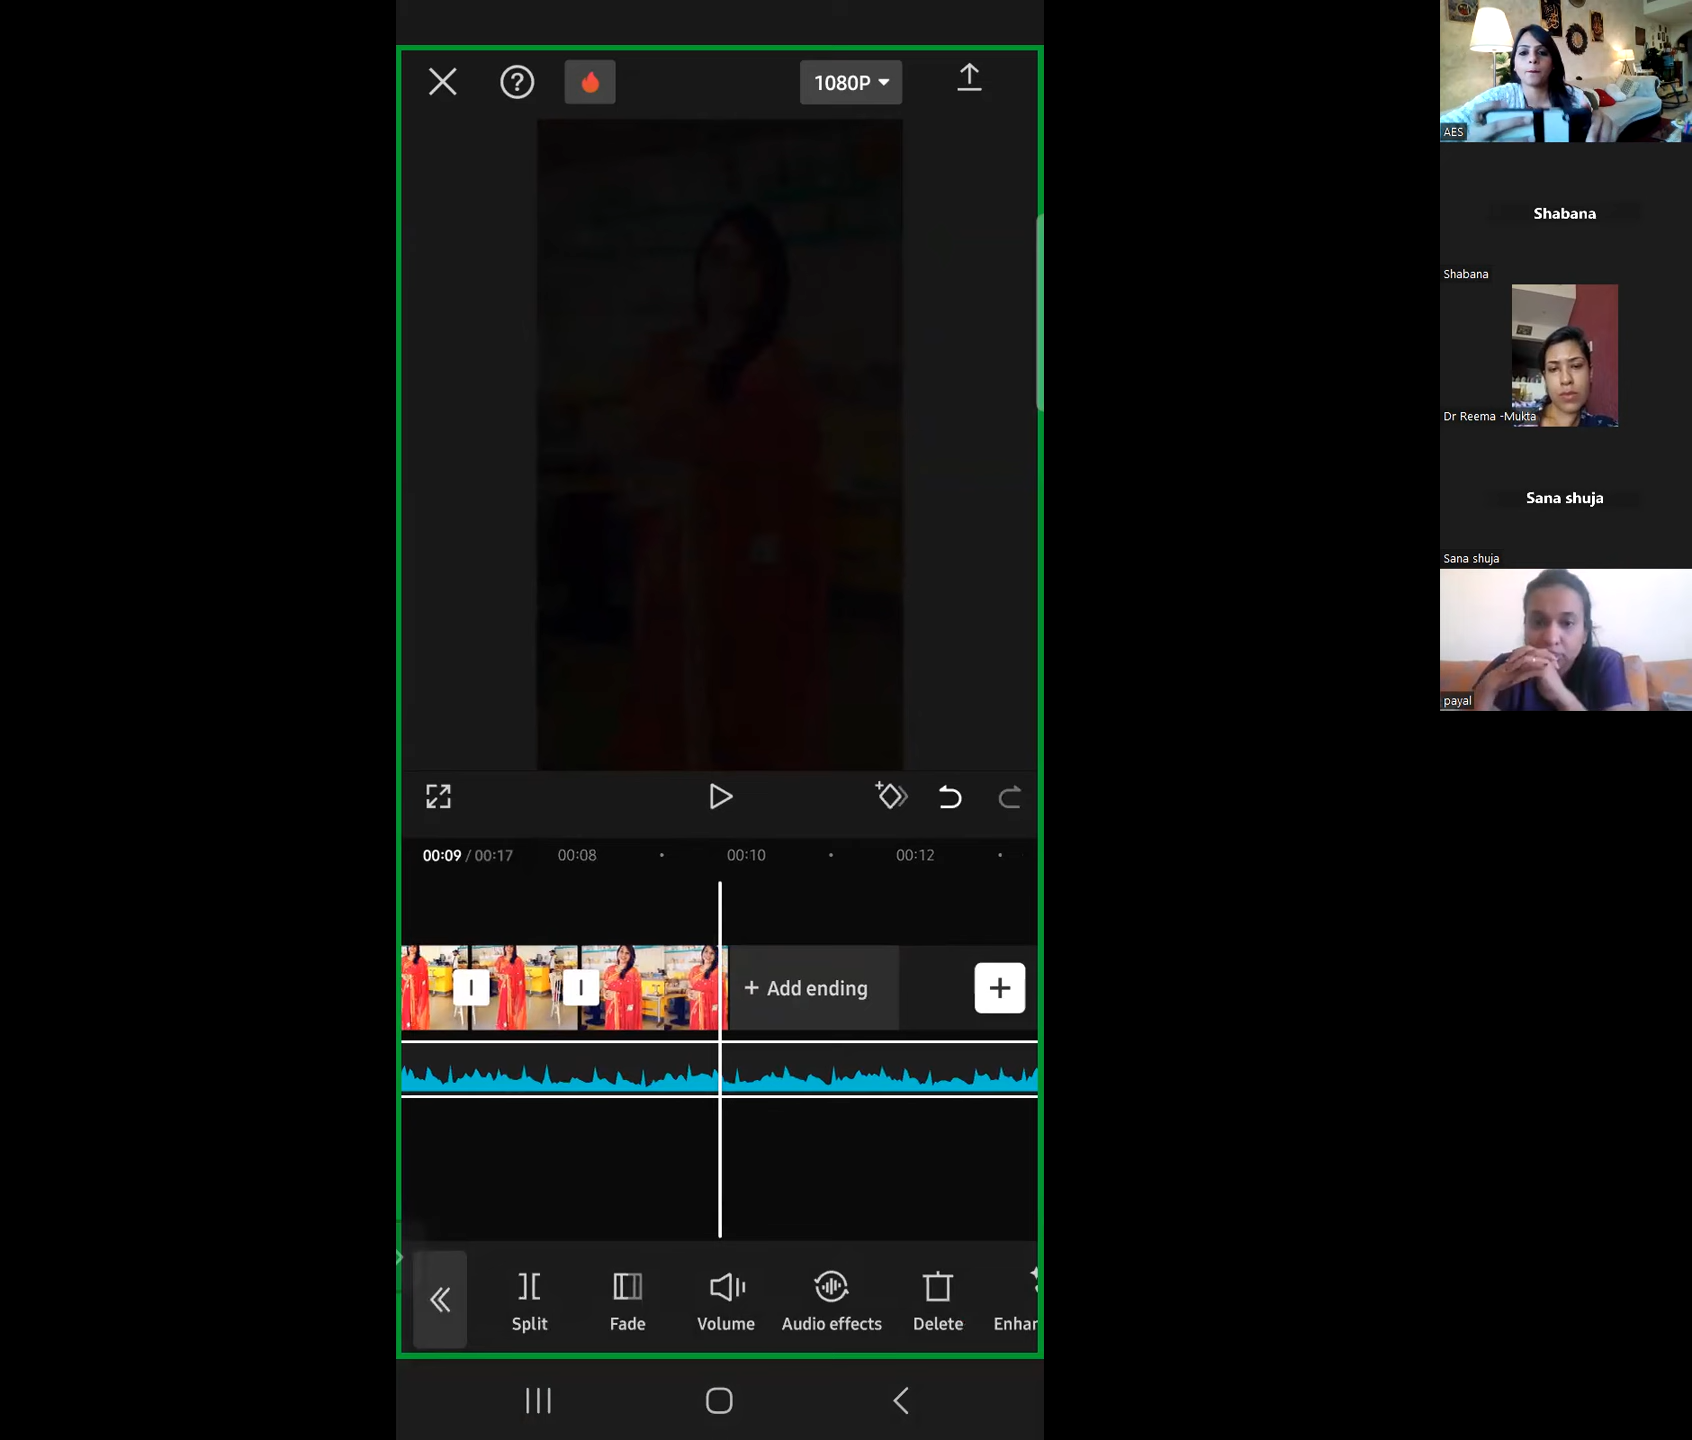 1080P
00:09 / 00:17
00:08
00:10
00:12
+ Add ending
Split
Fade
Volume
Audio effects
Delete
Enhan
AES
Shabana
Shabana
Dr Reema -Mukta
Sana shuja
Sana shuja
payal